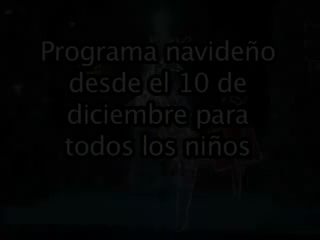 Programa navideño
desde el 10 de
diciembre para
todos los niños